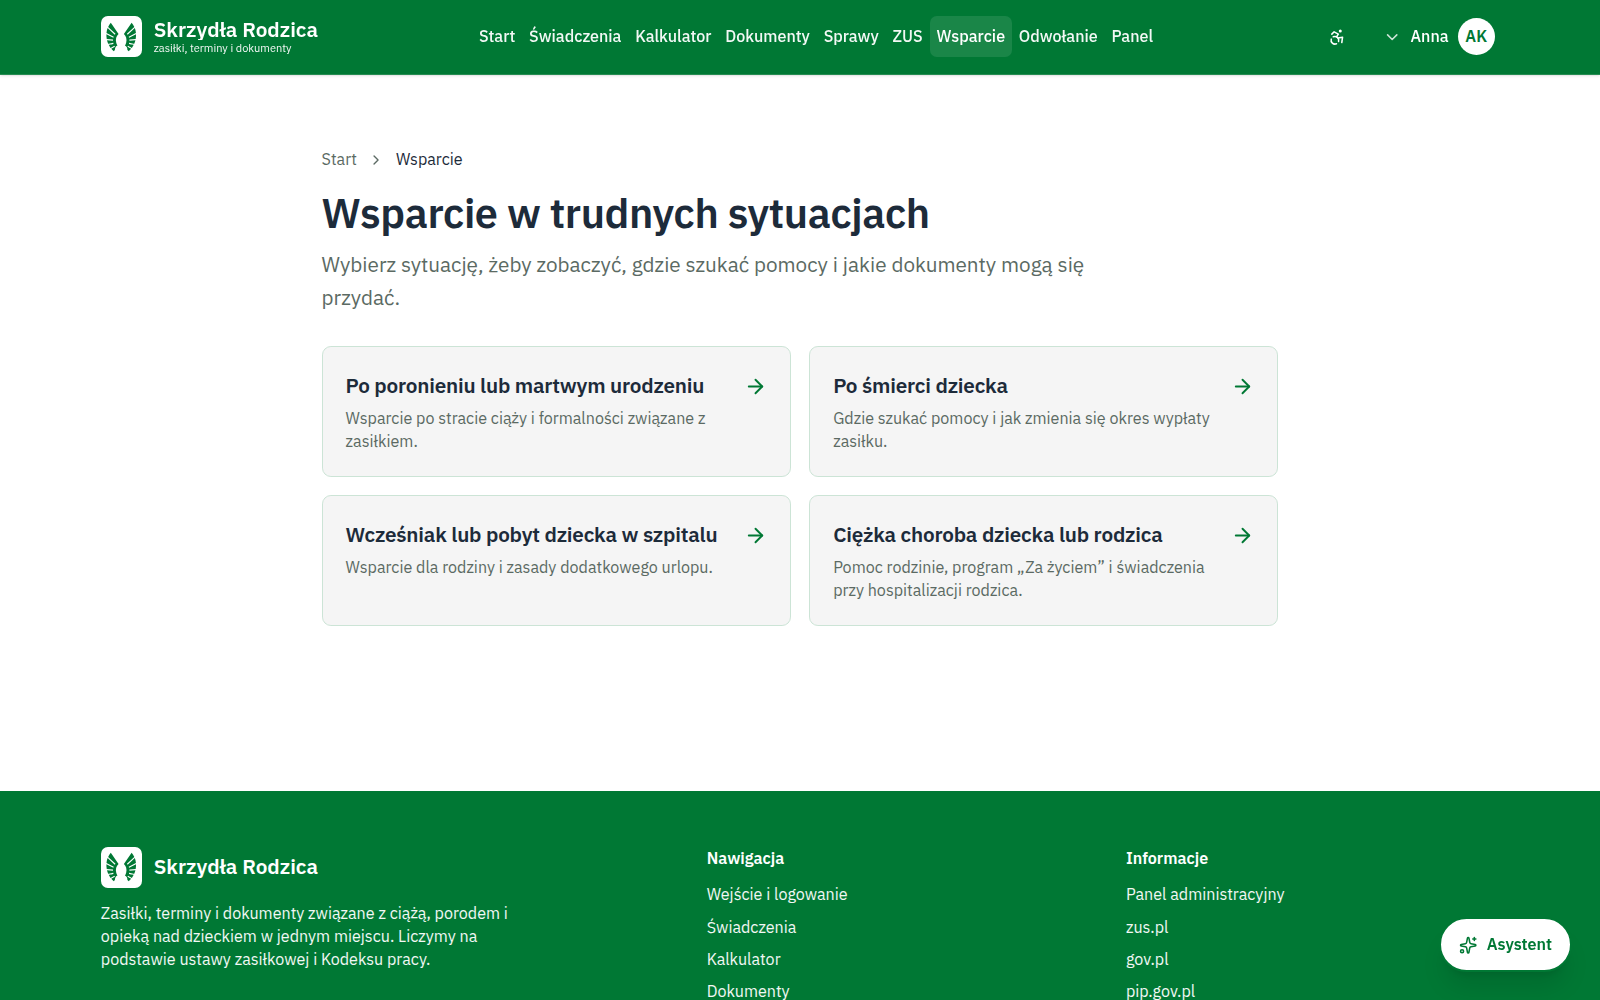 Skrzydła Rodzica
zasiłki, terminy i dokumenty
Start Świadczenia Kalkulator Dokumenty Sprawy ZUS Wsparcie Odwołanie Panel
Anna AK
Start > Wsparcie
Wsparcie w trudnych sytuacjach
Wybierz sytuację, żeby zobaczyć, gdzie szukać pomocy i jakie dokumenty mogą się
przydać.
Po poronieniu lub martwym urodzeniu
Wsparcie po stracie ciąży i formalności związane z
zasiłkiem.
Po śmierci dziecka
Gdzie szukać pomocy i jak zmienia się okres wypłaty
zasiłku.
Wcześniak lub pobyt dziecka w szpitalu
Wsparcie dla rodziny i zasady dodatkowego urlopu.
Ciężka choroba dziecka lub rodzica
Pomoc rodzinie, program „Za życiem” i świadczenia
przy hospitalizacji rodzica.
Skrzydła Rodzica
Zasiłki, terminy i dokumenty związane z ciążą, porodem i
opieką nad dzieckiem w jednym miejscu. Liczymy na
podstawie ustawy zasiłkowej i Kodeksu pracy.
Nawigacja
Wejście i logowanie
Świadczenia
Kalkulator
Dokumenty
Informacje
Panel administracyjny
zus.pl
gov.pl
pip.gov.pl
Asystent